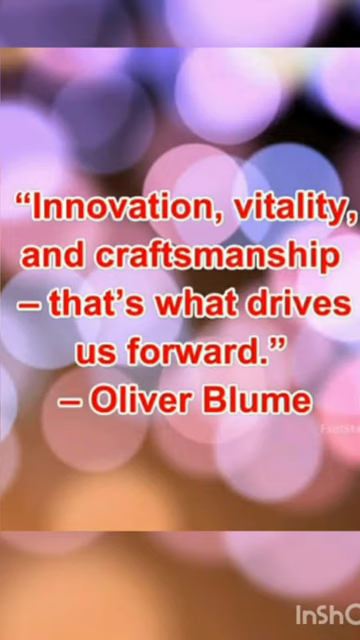 “Innovation, vitality,
and craftsmanship
– that’s what drives
us forward.”
– Oliver Blume